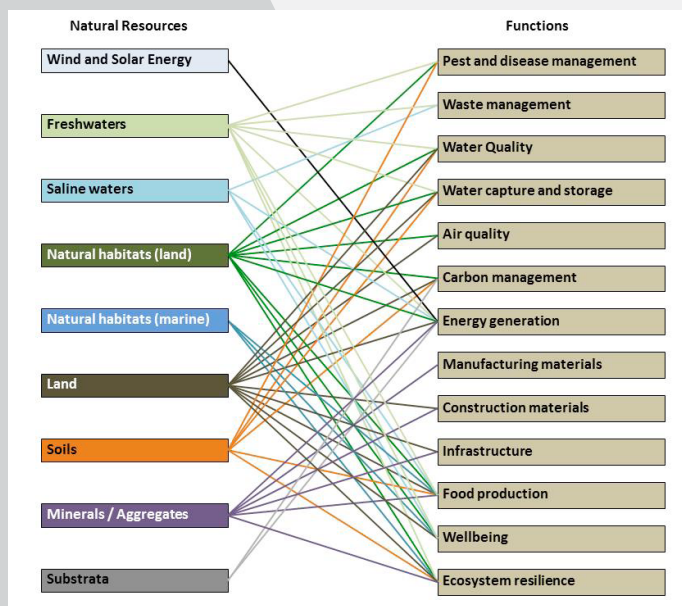 Natural Resources
Functions
Wind and Solar Energy
Freshwaters
Saline waters
Natural habitats (land)
Natural habitats (marine)
Land
Soils
Minerals / Aggregates
Substrata
Pest and disease management
Waste management
Water Quality
Water capture and storage
Air quality
Carbon management
Energy generation
Manufacturing materials
Construction materials
Infrastructure
Food production
Wellbeing
Ecosystem resilience